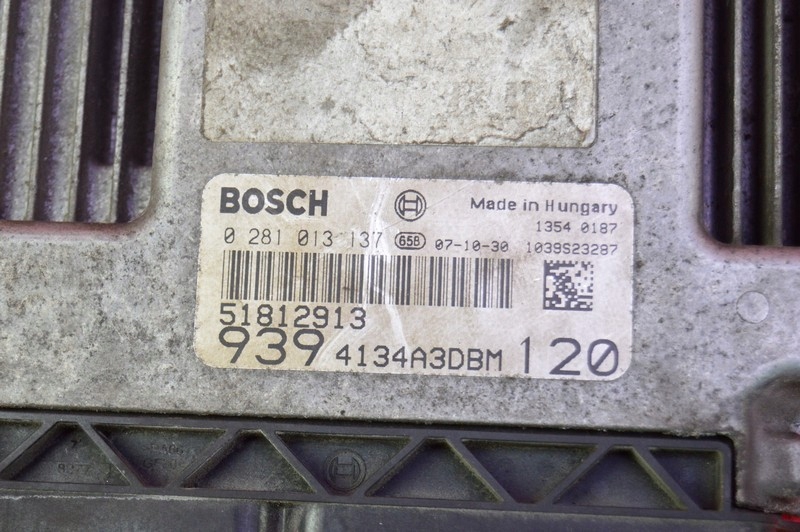 BOSCH Made in Hungary
1354 0187
0 281 013 137 658 07-10-30 1039S23287
51812913
939 4134A3DBM 120